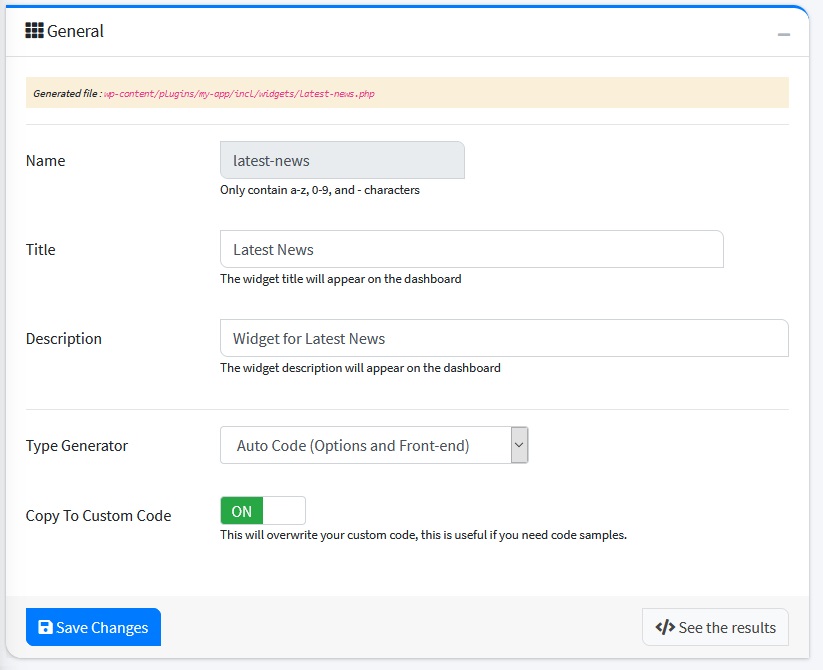 General
Generated file : wp-content/plugins/my-app/incl/widgets/latest-news.php
Name
latest-news
Only contain a-z, 0-9, and - characters
Title
Latest News
The widget title will appear on the dashboard
Description
Widget for Latest News
The widget description will appear on the dashboard
Type Generator
Auto Code (Options and Front-end)
Copy To Custom Code
ON
This will overwrite your custom code, this is useful if you need code samples.
Save Changes
See the results